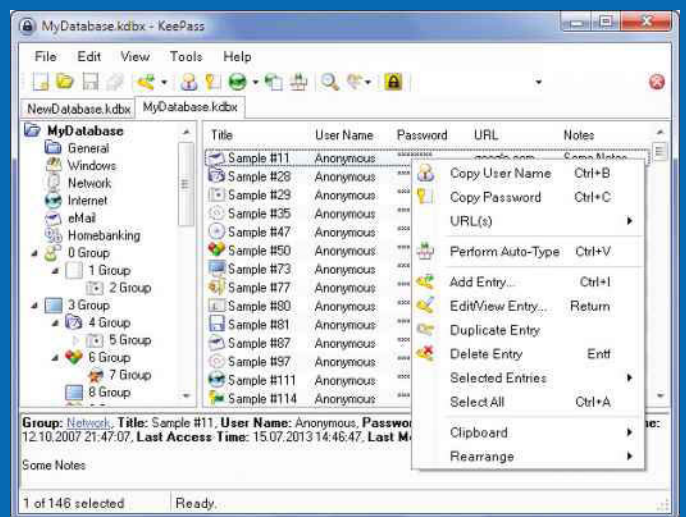 MyDatabase.kdbx - KeePass
File Edit View Tools Help
NewDatabase.kdbx MyDatabase.kdbx
MyDatabase
General
Windows
Network
Internet
eMail
Homebanking
0 Group
1 Group
2 Group
3 Group
4 Group
5 Group
6 Group
7 Group
8 Group
Title User Name Password URL Notes
Sample #11 Anonymous ******** google.com Some Notes
Sample #28 Anonymous
Sample #29 Anonymous
Sample #35 Anonymous
Sample #47 Anonymous
Sample #50 Anonymous
Sample #73 Anonymous
Sample #77 Anonymous
Sample #80 Anonymous
Sample #81 Anonymous
Sample #87 Anonymous
Sample #97 Anonymous
Sample #111 Anonymous
Sample #114 Anonymous
Copy User Name Ctrl+B
Copy Password Ctrl+C
URL(s)
Perform Auto-Type Ctrl+V
Add Entry... Ctrl+I
Edit/View Entry... Return
Duplicate Entry
Delete Entry Entf
Selected Entries
Select All Ctrl+A
Clipboard
Rearrange
Group: Network, Title: Sample #11, User Name: Anonymous, Passwo
12.10.2007 21:47:07, Last Access Time: 15.07.2013 14:46:47, Last M
Some Notes
1 of 146 selected Ready.